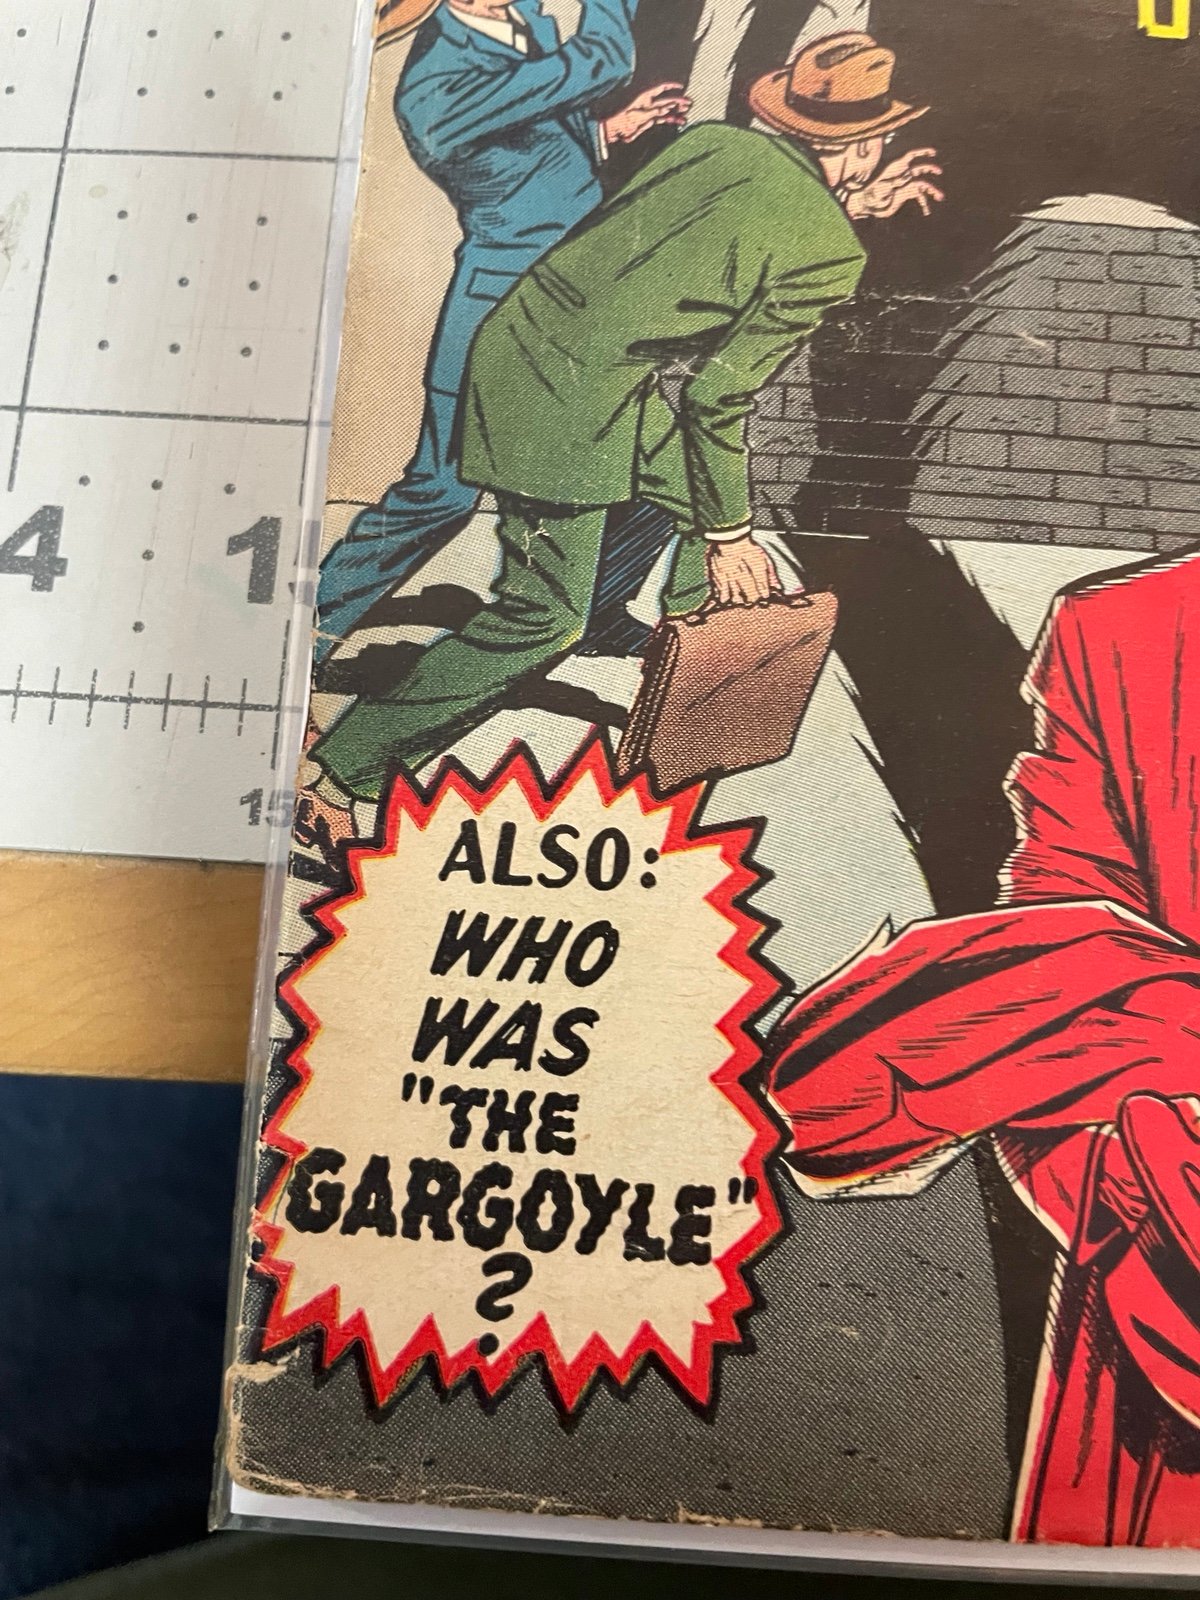 4
15
ALSO:
WHO
WAS
"THE
GARGOYLE"
?